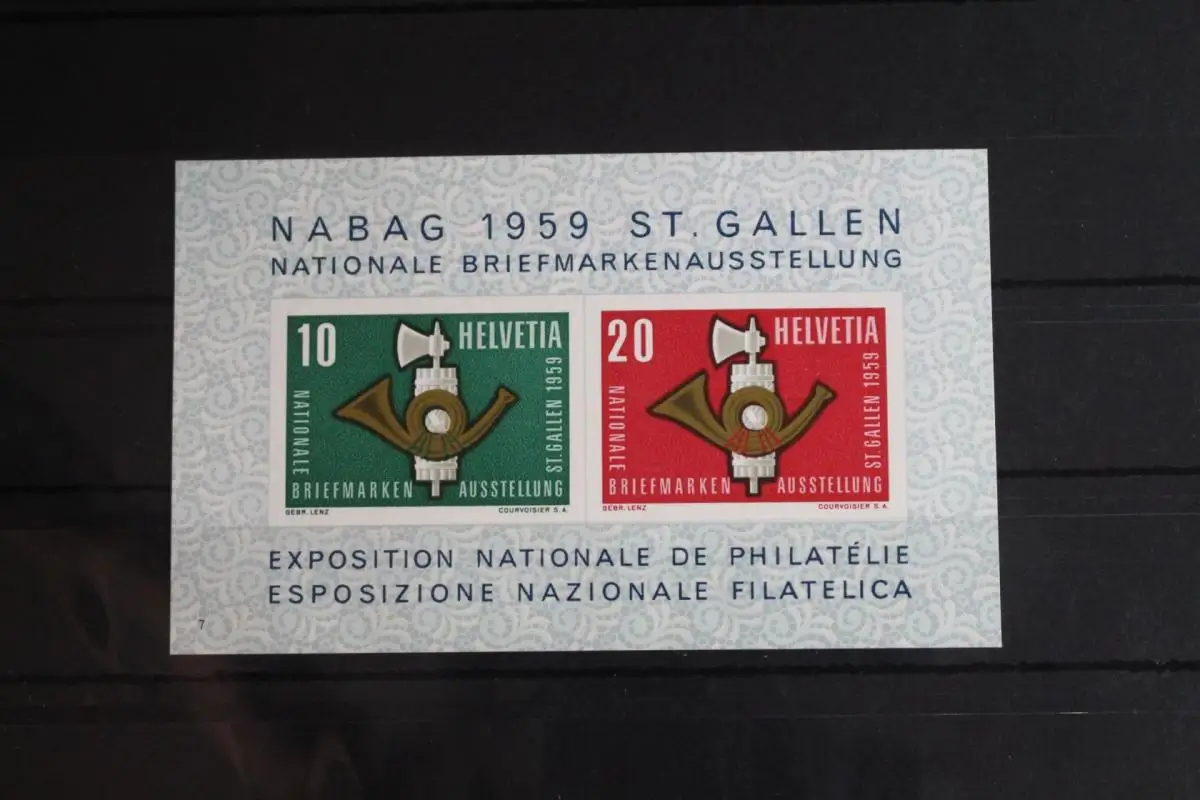 NABAG 1959 ST. GALLEN
NATIONALE BRIEFMARKENAUSSTELLUNG
10 HELVETIA
NATIONALE
BRIEFMARKEN AUSSTELLUNG
ST. GALLEN 1959
GEBR. LENZ COURVOISIER S.A.
20 HELVETIA
NATIONALE
BRIEFMARKEN AUSSTELLUNG
ST. GALLEN 1959
GEBR. LENZ COURVOISIER S.A.
EXPOSITION NATIONALE DE PHILATÉLIE
ESPOSIZIONE NAZIONALE FILATELICA
7